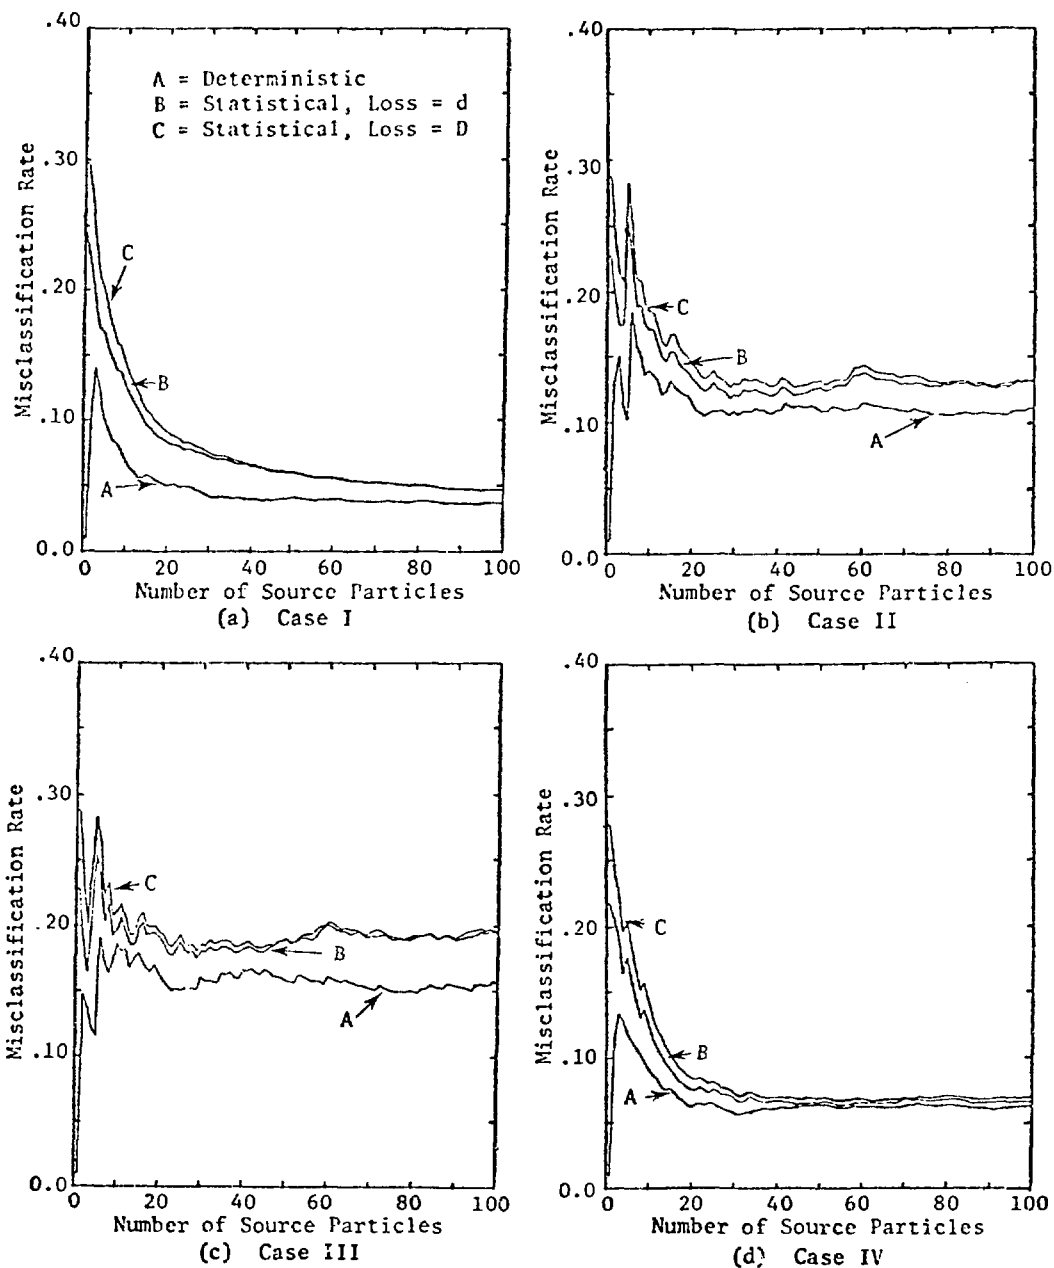 .40
.30
.20
.10
0.0
Misclassification Rate
A = Deterministic
B = Statistical, Loss = d
C = Statistical, Loss = D
C
B
A
0 20 40 60 80 100
Number of Source Particles
(a) Case I
.40
.30
.20
.10
0.0
Misclassification Rate
C
B
A
0 20 40 60 80 100
Number of Source Particles
(b) Case II
.40
.30
.20
.10
0.0
Misclassification Rate
C
B
A
0 20 40 60 80 100
Number of Source Particles
(c) Case III
.40
.30
.20
.10
0.0
Misclassification Rate
C
B
A
0 20 40 60 80 100
Number of Source Particles
(d) Case IV